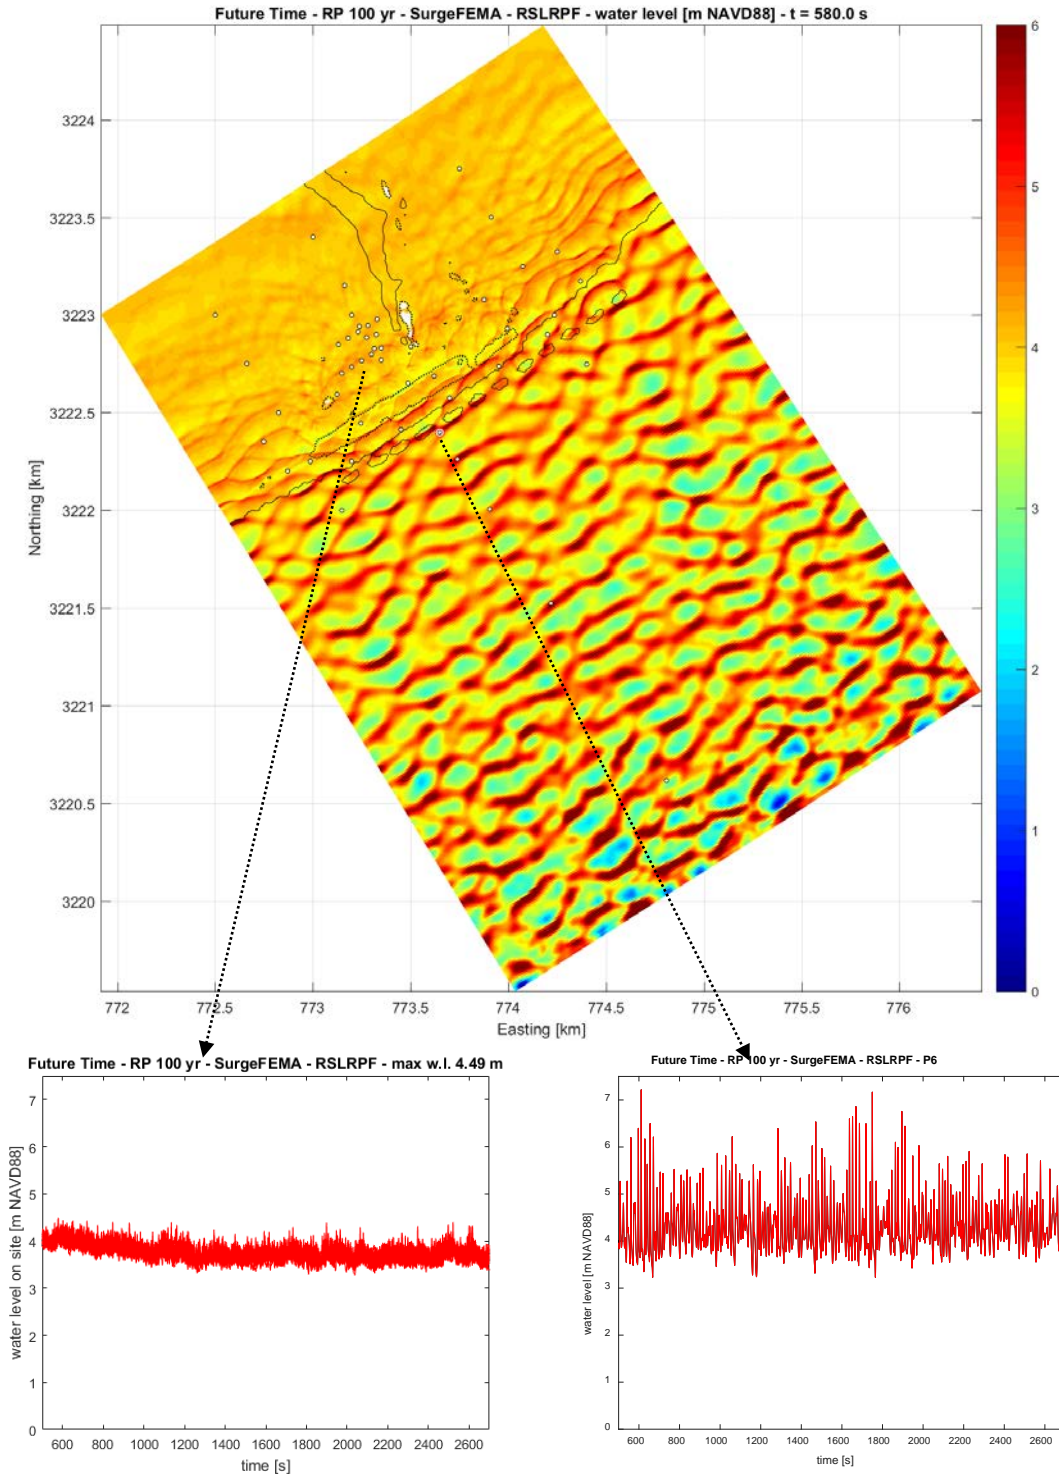 Future Time - RP 100 yr - SurgeFEMA - RSLRPF - water level [m NAVD88] - t = 580.0 s
6
5
4
3
2
1
0
3224
3223.5
3223
3222.5
3222
3221.5
3221
3220.5
3220
Northing [km]
772 772.5 773 773.5 774 774.5 775 775.5 776
Easting [km]
Future Time - RP 100 yr - SurgeFEMA - RSLRPF - max w.l. 4.49 m
7
6
5
4
3
2
1
0
water level on site [m NAVD88]
600 800 1000 1200 1400 1600 1800 2000 2200 2400 2600
time [s]
Future Time - RP 100 yr - SurgeFEMA - RSLRPF - P6
7
6
5
4
3
2
1
0
water level [m NAVD88]
600 800 1000 1200 1400 1600 1800 2000 2200 2400 2600
time [s]